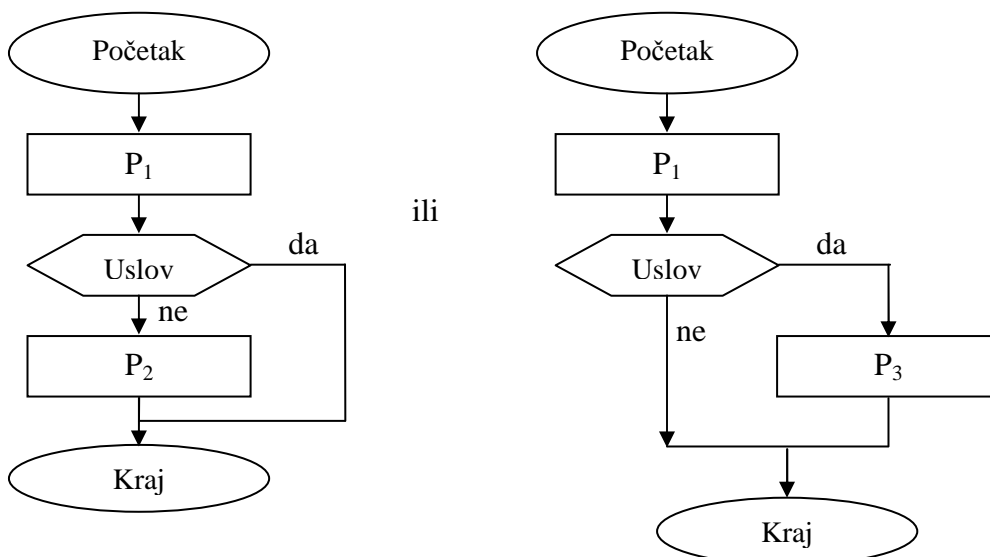 Početak
P₁
Uslov
da
ne
P₂
Kraj
ili
Početak
P₁
Uslov
da
ne
P₃
Kraj